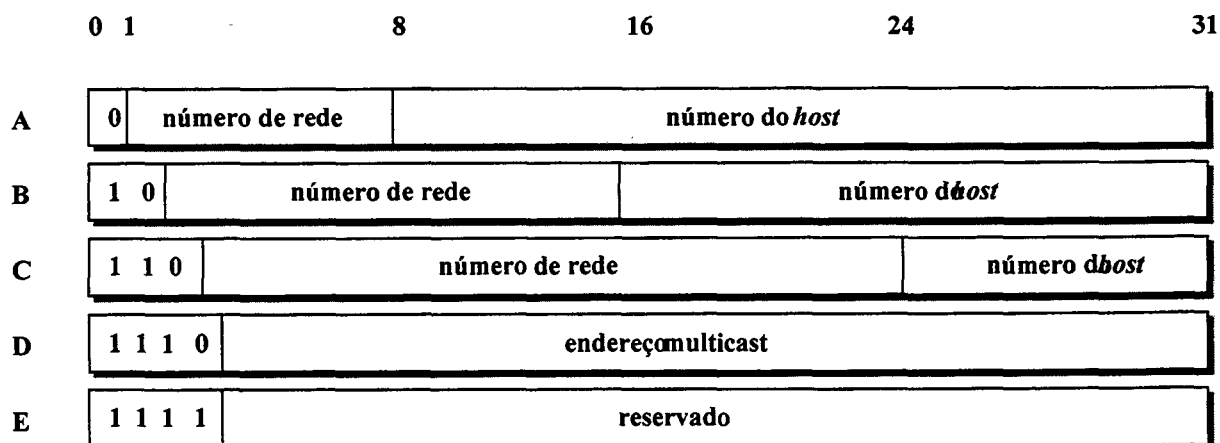 0 1 8 16 24 31
A 0 número de rede número do host
B 1 0 número de rede número do host
C 1 1 0 número de rede número do host
D 1 1 1 0 endereço multicast
E 1 1 1 1 reservado